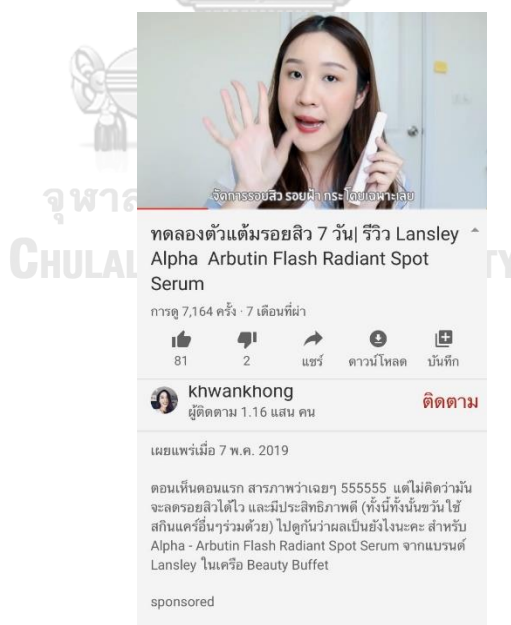 จัดการรอยสิว รอยฝ้า กระ โดยเฉพาะเลย
ทดลองตัวแต้มรอยสิว 7 วัน| รีวิว Lansley
Alpha Arbutin Flash Radiant Spot
Serum
การดู 7,164 ครั้ง · 7 เดือนที่ผ่า
81
2
แชร์
ดาวน์โหลด
บันทึก
khwankhong
ผู้ติดตาม 1.16 แสน คน
ติดตาม
เผยแพร่เมื่อ 7 พ.ค. 2019
ตอนเห็นตอนแรก สารภาพว่าเฉยๆ 555555 แต่ไม่คิดว่ามัน
จะลดรอยสิวได้ไว และมีประสิทธิภาพดี (ทั้งนี้ทั้งนั้นขวัน ใช้
สกินแคร์อื่นๆร่วมด้วย) ไปดูกันว่าผลเป็นยังไงนะคะ สำหรับ
Alpha - Arbutin Flash Radiant Spot Serum จากแบรนด์
Lansley ในเครือ Beauty Buffet
sponsored
จุฬาล
CHULAL
TY